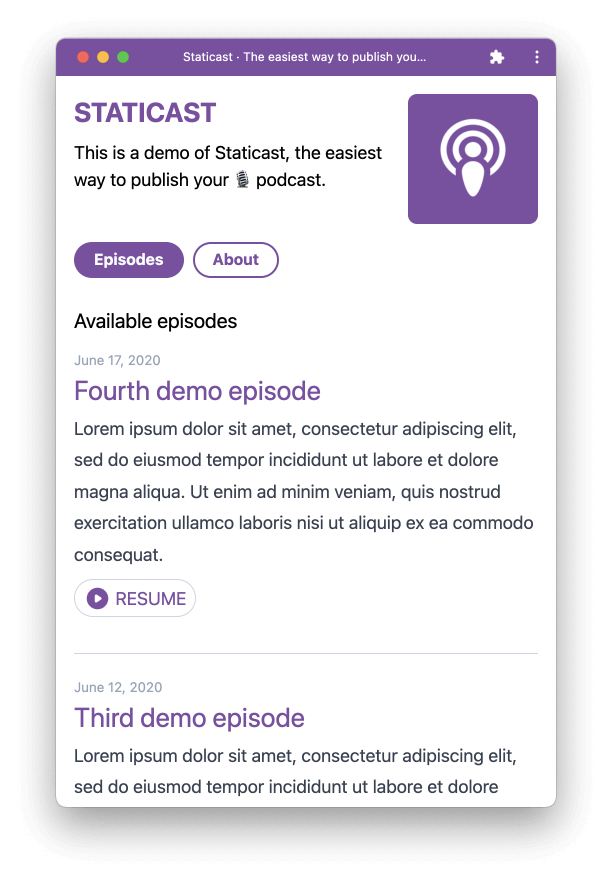 Staticast · The easiest way to publish you...
STATICAST
This is a demo of Staticast, the easiest
way to publish your 🎙 podcast.
Episodes
About
Available episodes
June 17, 2020
Fourth demo episode
Lorem ipsum dolor sit amet, consectetur adipiscing elit,
sed do eiusmod tempor incididunt ut labore et dolore
magna aliqua. Ut enim ad minim veniam, quis nostrud
exercitation ullamco laboris nisi ut aliquip ex ea commodo
consequat.
RESUME
June 12, 2020
Third demo episode
Lorem ipsum dolor sit amet, consectetur adipiscing elit,
sed do eiusmod tempor incididunt ut labore et dolore